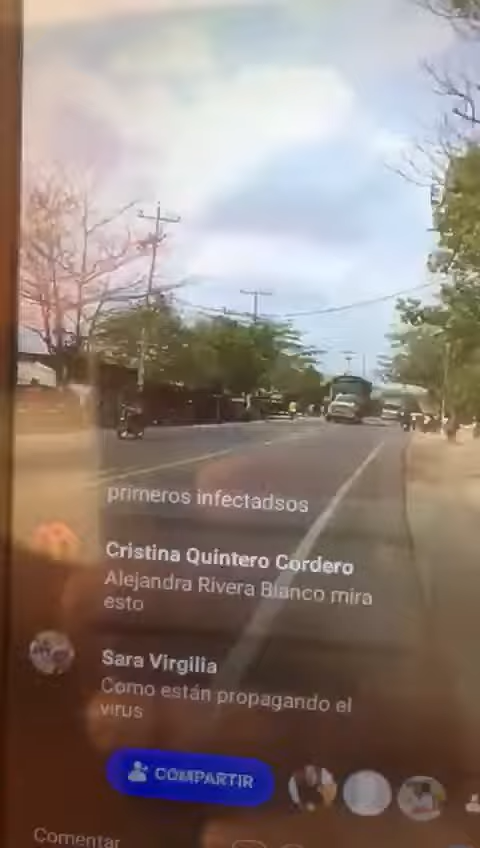 primeros infectadsos
Cristina Quintero Cordero
Alejandra Rivera Blanco mira
esto
Sara Virgilia
Como están propagando el
virus
COMPARTIR
Comentar